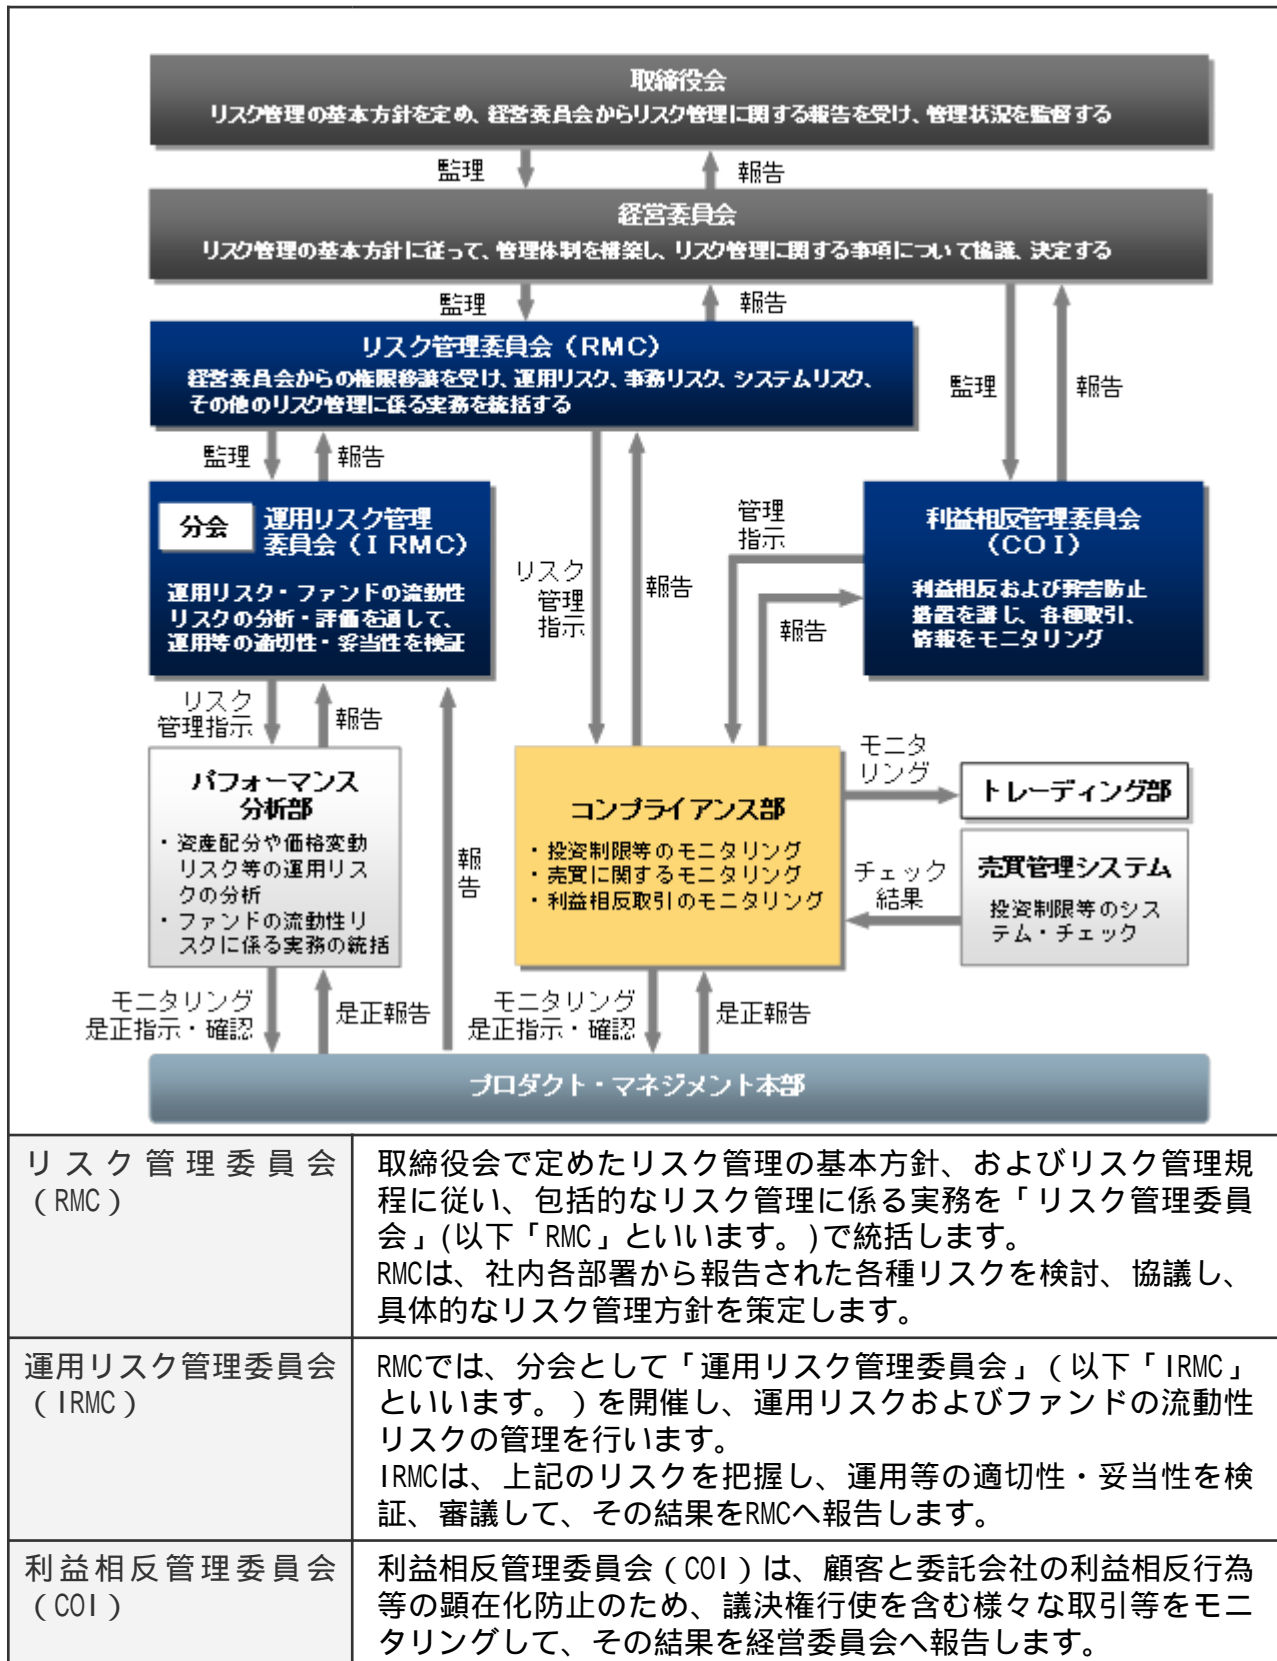 取締役会
リスク管理の基本方針を定め、経営委員会からリスク管理に関する報告を受け、管理状況を監督する
監理
報告
経営委員会
リスク管理の基本方針に従って、管理体制を構築し、リスク管理に関する事項について協議、決定する
監理
報告
リスク管理委員会（RMC）
経営委員会からの権限移譲を受け、運用リスク、事務リスク、システムリスク、
その他のリスク管理に係る実務を統括する
監理
報告
監理
報告
分会
運用リスク管理
委員会（IRMC）
運用リスク・ファンドの流動性
リスクの分析・評価を通して、
運用等の適切性・妥当性を検証
リスク
管理
指示
報告
管理
指示
報告
利益相反管理委員会
（COI）
利益相反および弊害防止
措置を講じ、各種取引、
情報をモニタリング
リスク
管理指示
報告
報告
パフォーマンス
分析部
・資産配分や価格変動
リスク等の運用リス
クの分析
・ファンドの流動性リ
スクに係る実務の統括
コンプライアンス部
・投資制限等のモニタリング
・売買に関するモニタリング
・利益相反取引のモニタリング
モニタ
リング
トレーディング部
チェック
結果
売買管理システム
投資制限等のシス
テム・チェック
モニタリング
是正指示・確認
是正報告
モニタリング
是正指示・確認
是正報告
プロダクト・マネジメント本部
リスク管理委員会
（RMC）
取締役会で定めたリスク管理の基本方針、およびリスク管理規
程に従い、包括的なリスク管理に係る実務を「リスク管理委員
会」(以下「RMC」といいます。)で統括します。
RMCは、社内各部署から報告された各種リスクを検討、協議し、
具体的なリスク管理方針を策定します。
運用リスク管理委員会
（IRMC）
RMCでは、分会として「運用リスク管理委員会」（以下「IRMC」
といいます。）を開催し、運用リスクおよびファンドの流動性
リスクの管理を行います。
IRMCは、上記のリスクを把握し、運用等の適切性・妥当性を検
証、審議して、その結果をRMCへ報告します。
利益相反管理委員会
（COI）
利益相反管理委員会（COI）は、顧客と委託会社の利益相反行為
等の顕在化防止のため、議決権行使を含む様々な取引等をモニ
タリングして、その結果を経営委員会へ報告します。